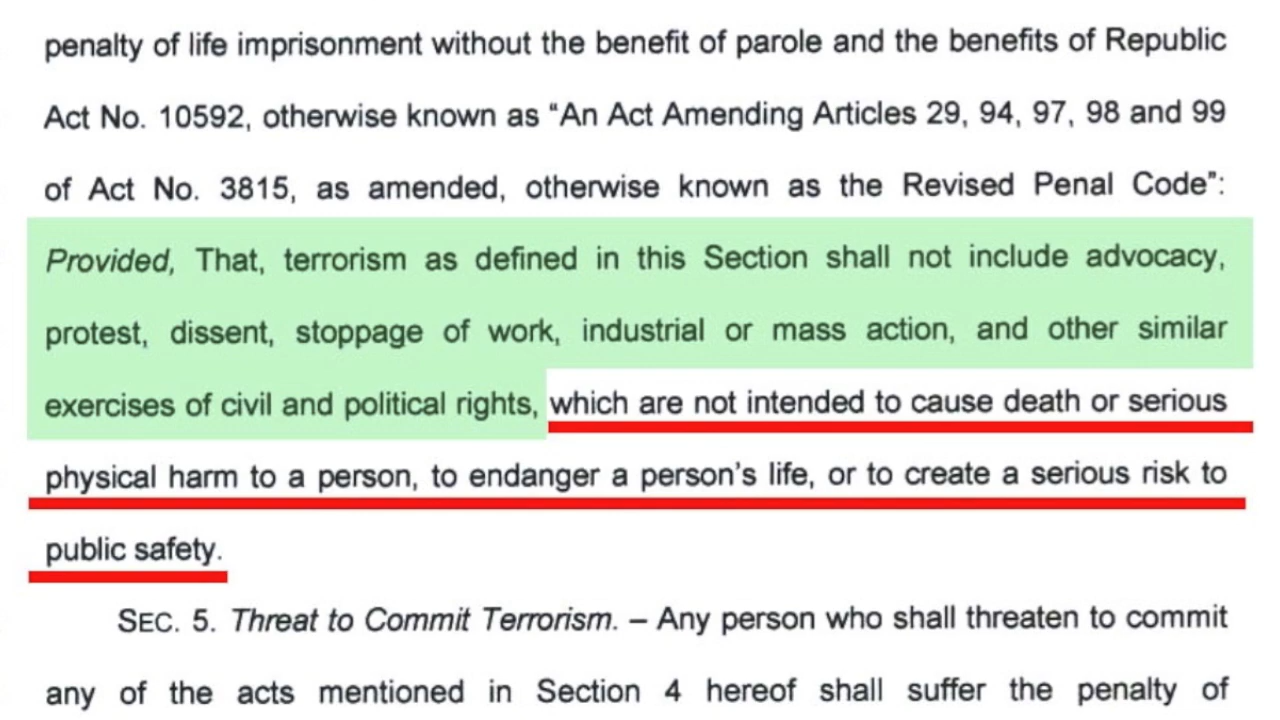 penalty of life imprisonment without the benefit of parole and the benefits of Republic
Act No. 10592, otherwise known as “An Act Amending Articles 29, 94, 97, 98 and 99
of Act No. 3815, as amended, otherwise known as the Revised Penal Code”:
Provided, That, terrorism as defined in this Section shall not include advocacy,
protest, dissent, stoppage of work, industrial or mass action, and other similar
exercises of civil and political rights, which are not intended to cause death or serious
physical harm to a person, to endanger a person’s life, or to create a serious risk to
public safety.
SEC. 5. Threat to Commit Terrorism. – Any person who shall threaten to commit
any of the acts mentioned in Section 4 hereof shall suffer the penalty of